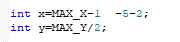 int x=MAX_X-1  -5-2;
int y=MAX_Y/2;